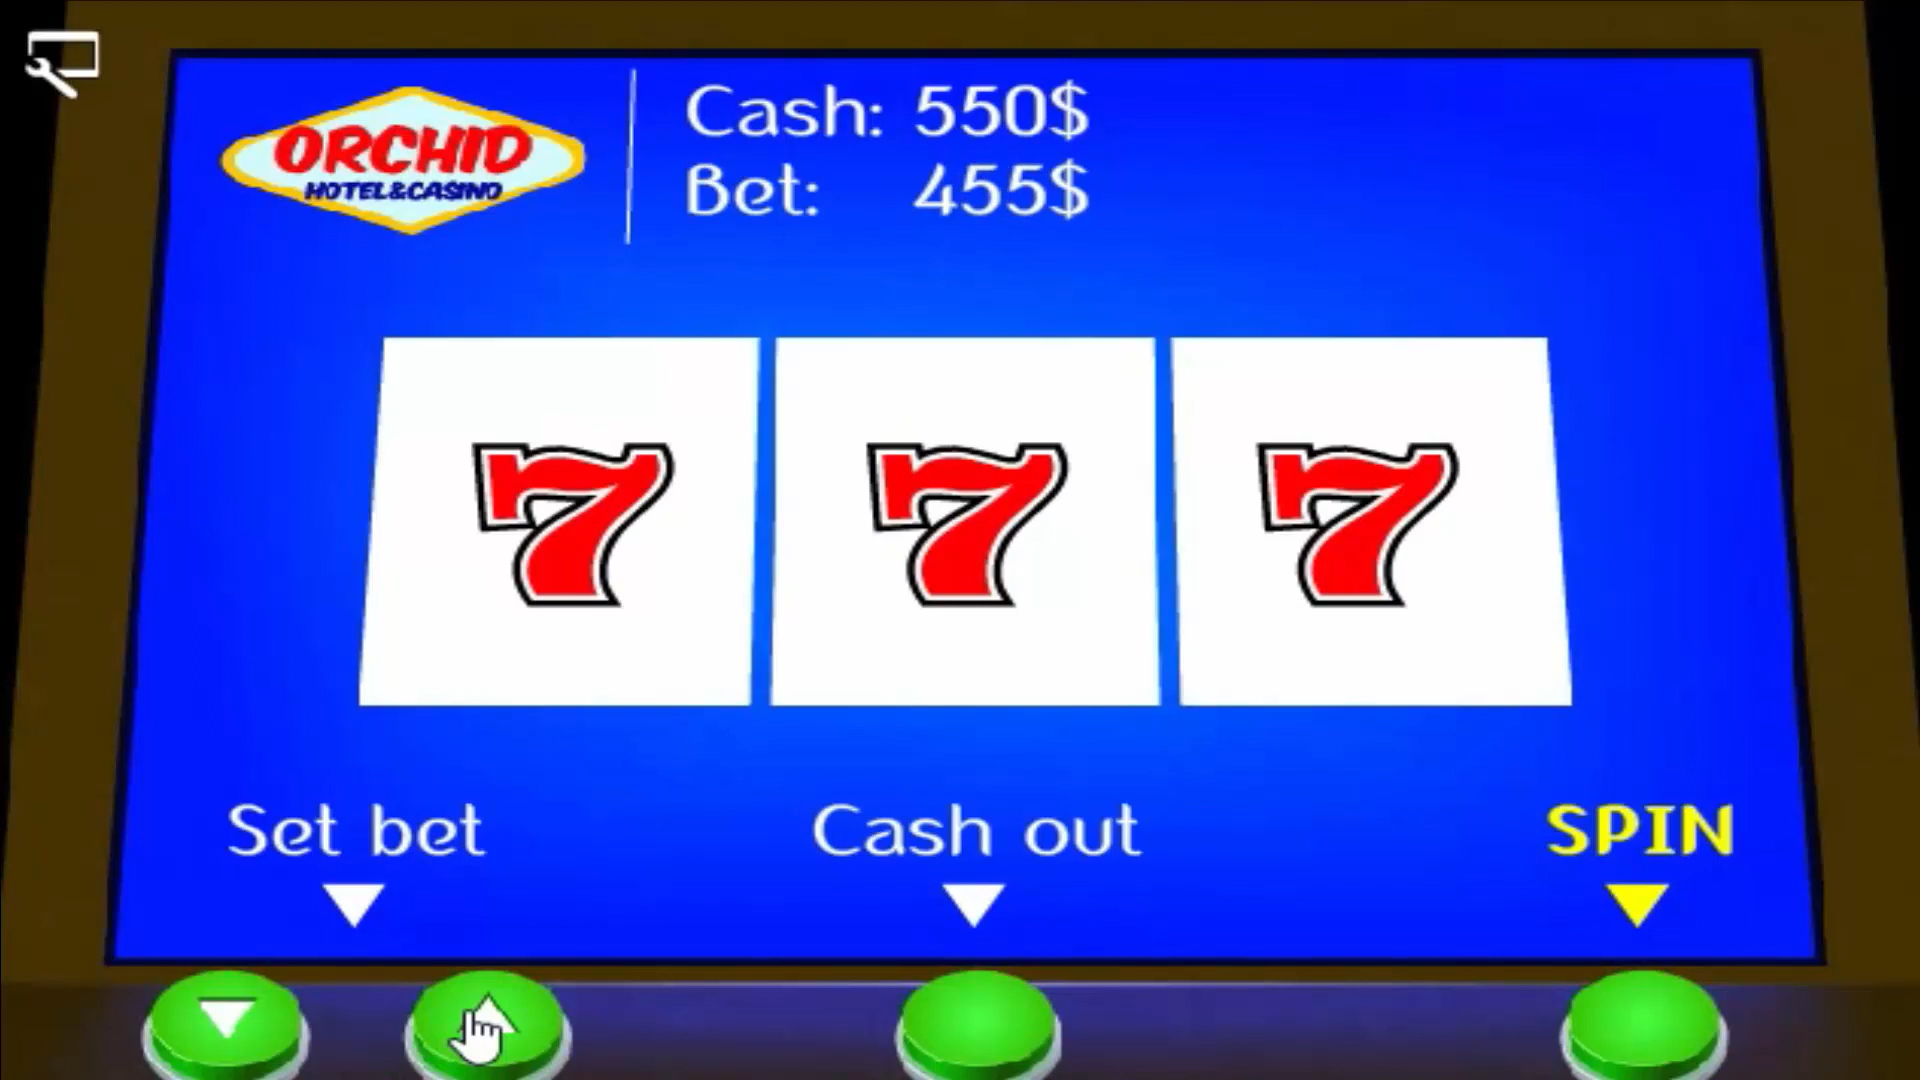 ORCHID
HOTEL&CASINO
Cash: 550$
Bet: 455$
7 7 7
Set bet
Cash out
SPIN